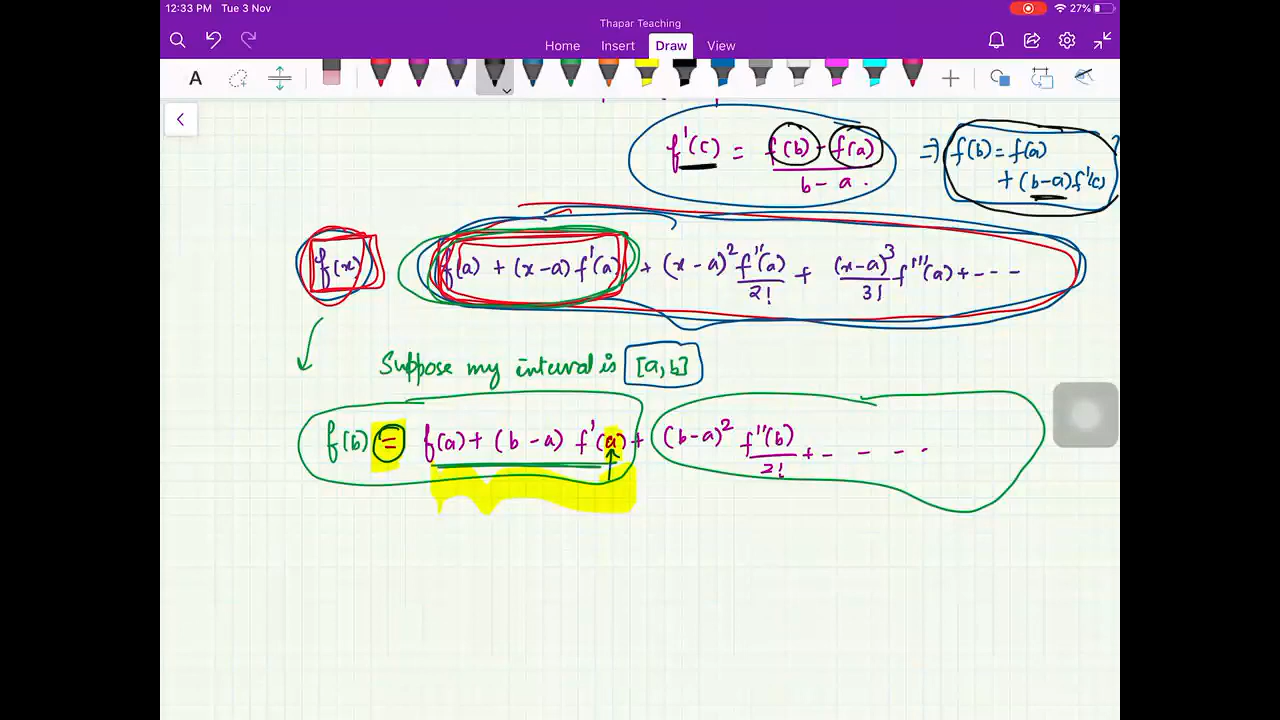 12:33 PM Tue 3 Nov
27%
Thapar Teaching
Home Insert Draw View
A
f'(c) = f(b) - f(a) / b - a . ⇒ f(b) = f(a) + (b-a) f'(c)
f(x) f(a) + (x-a) f'(a) + (x-a)² f''(a)/2! + (x-a)³/3! f'''(a) + - - -
Suppose my interval is [a,b]
f(b) = f(a) + (b-a) f'(a) + (b-a)² f''(b)/2! + - - - -